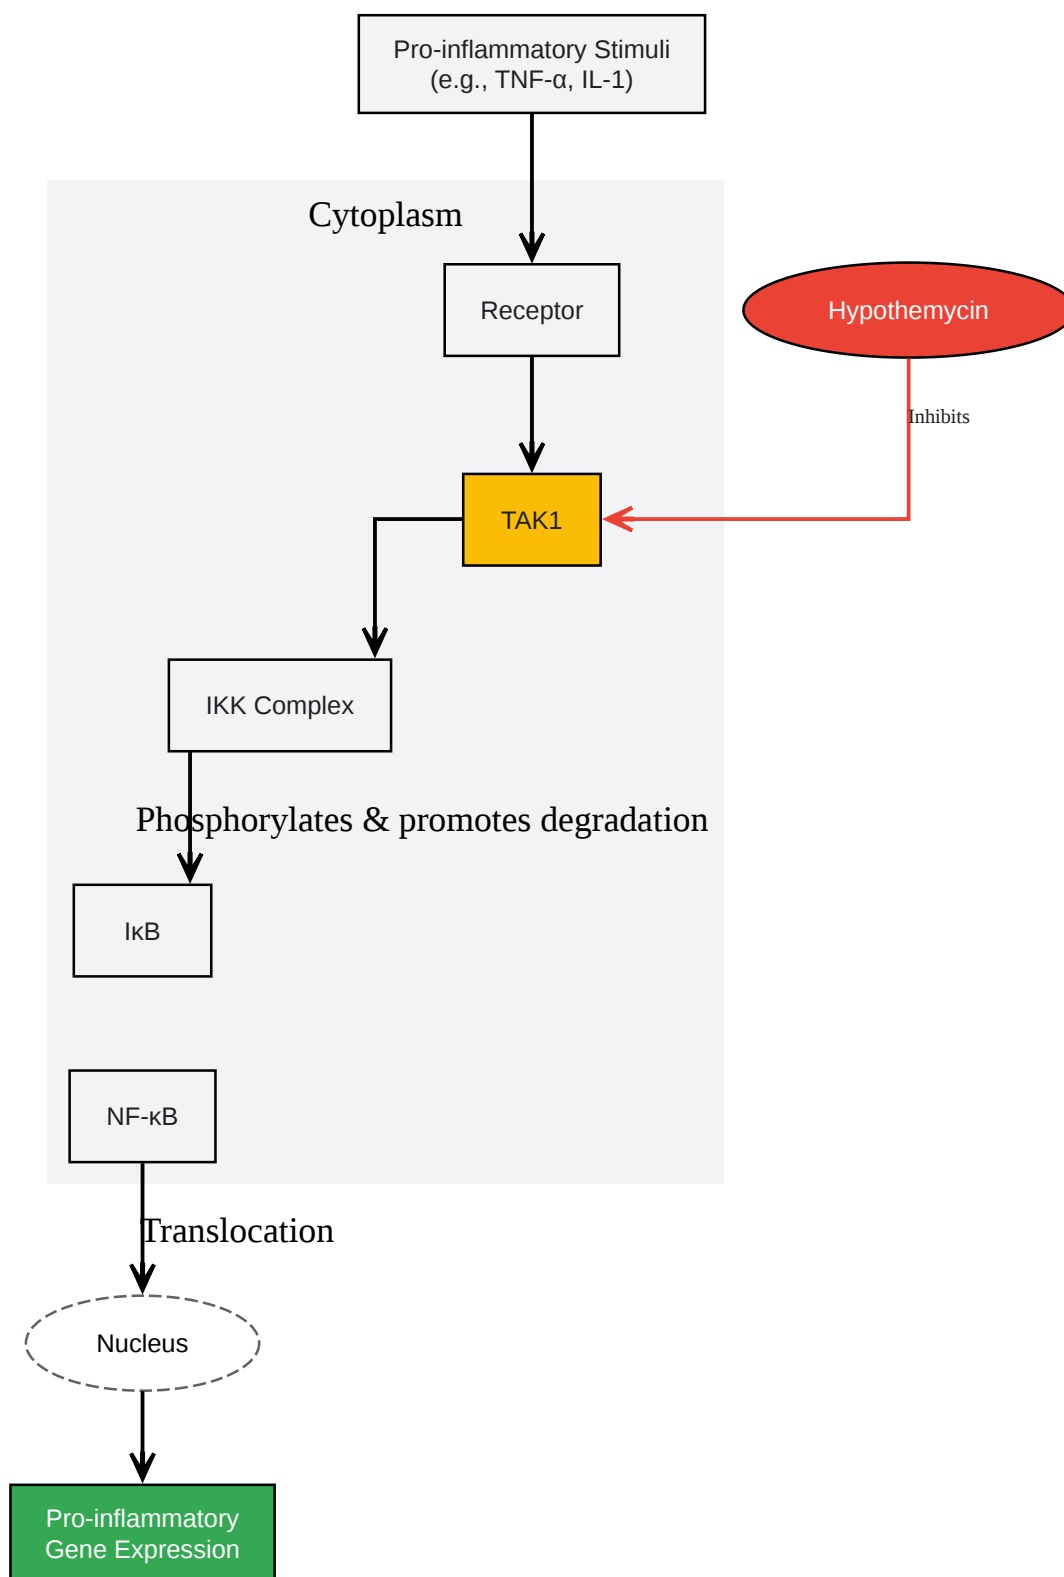 Pro-inflammatory Stimuli
(e.g., TNF-α, IL-1)
Cytoplasm
Receptor
Hypothemycin
Inhibits
TAK1
IKK Complex
Phosphorylates & promotes degradation
IκB
NF-κB
Translocation
Nucleus
Pro-inflammatory
Gene Expression